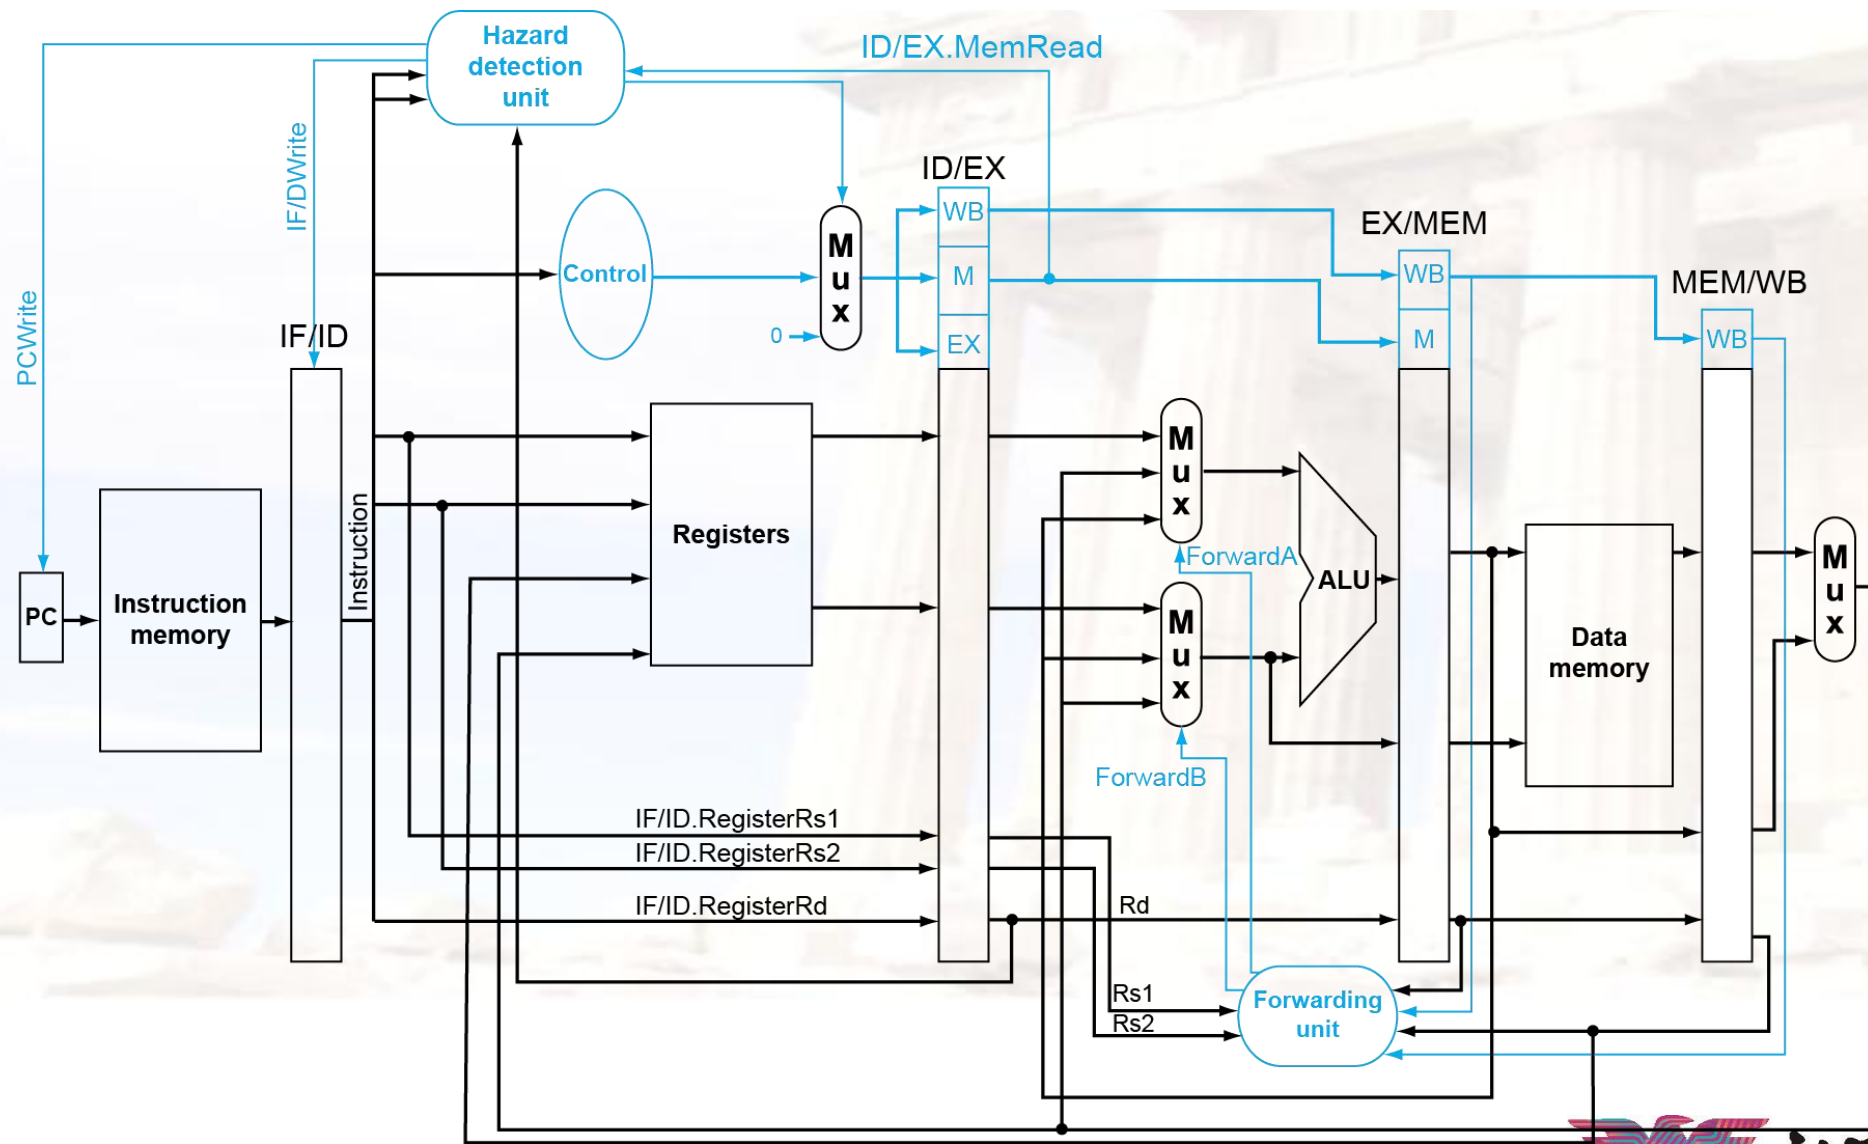 Hazard
detection
unit
ID/EX.MemRead
IF/DWrite
PCWrite
ID/EX
WB
M
EX
Control
M
u
x
0
EX/MEM
WB
M
MEM/WB
WB
IF/ID
PC
Instruction
memory
Instruction
Registers
M
u
x
ForwardA
M
u
x
ForwardB
ALU
Data
memory
M
u
x
IF/ID.RegisterRs1
IF/ID.RegisterRs2
IF/ID.RegisterRd
Rd
Rs1
Rs2
Forwarding
unit